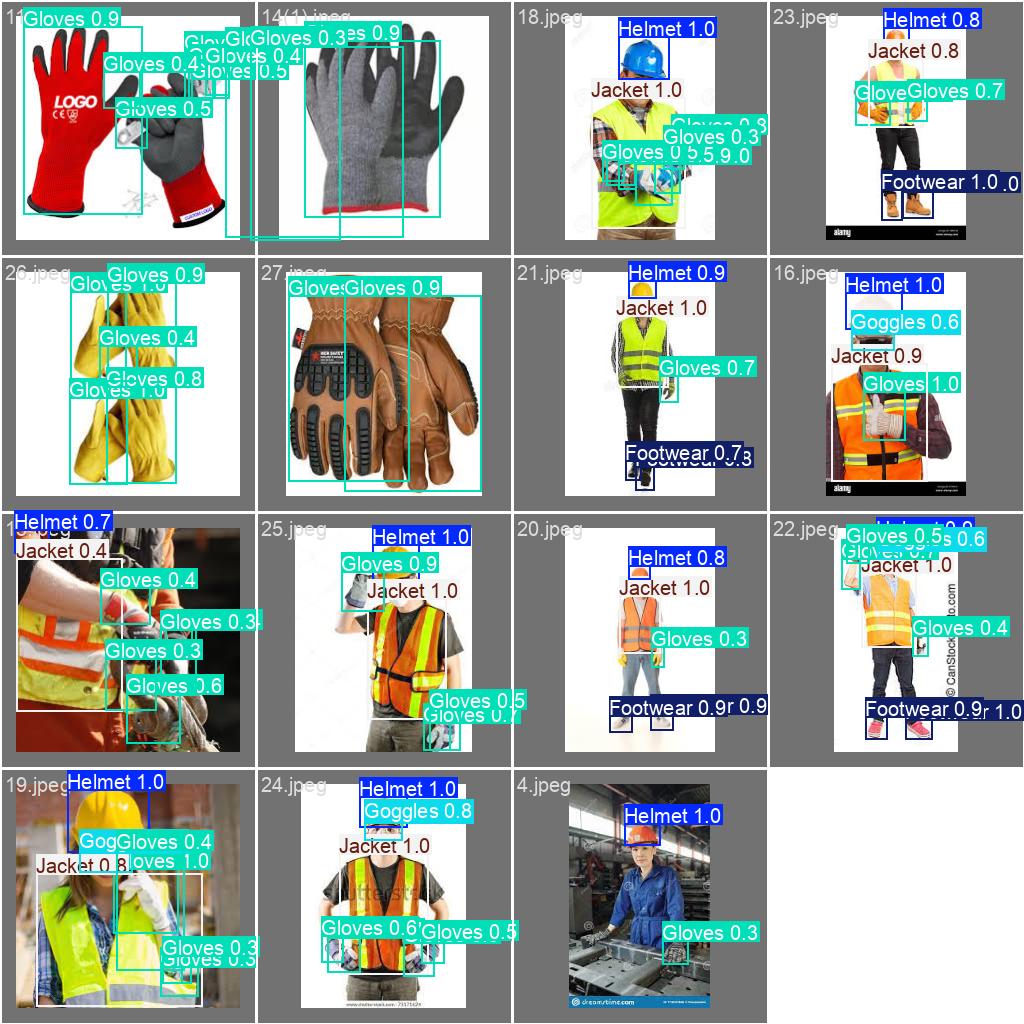 Gloves 0.9
14(1).jpeg
Gloves 0.3
es 0.9
18.jpeg
Helmet 1.0
23.jpeg
Helmet 0.8
Gloves 0.4
Gloves 0.4
Gloves 0.5
Gloves 0.5
LOGO
CE
Jacket 1.0
Jacket 0.8
Gloves 0.3
Gloves 0.7
Footwear 1.0
.0
alamy
26.jpeg
Gloves 0.9
Gloves 1.0
Gloves 0.4
Gloves 0.8
Gloves 1.0
27.jpeg
Gloves
Gloves 0.9
21.jpeg
Helmet 0.9
Jacket 1.0
Gloves 0.7
Footwear 0.7
16.jpeg
Helmet 1.0
Goggles 0.6
Jacket 0.9
Gloves 1.0
alamy
Helmet 0.7
Jacket 0.4
Gloves 0.4
Gloves 0.3
Gloves 0.3
Gloves 0.6
25.jpeg
Helmet 1.0
Gloves 0.9
Jacket 1.0
Gloves 0.5
Gloves 0.7
20.jpeg
Helmet 0.8
Jacket 1.0
Gloves 0.3
Footwear 0.9
r 0.9
22.jpeg
Gloves 0.5
s 0.6
Jacket 1.0
Gloves 0.4
Footwear 0.9
1.0
19.jpeg
Helmet 1.0
Gog
Gloves 0.4
oves 1.0
Jacket 0.8
Gloves 0.3
24.jpeg
Helmet 1.0
Goggles 0.8
Jacket 1.0
Gloves 0.6
Gloves 0.5
4.jpeg
Helmet 1.0
Gloves 0.3
dreamstime